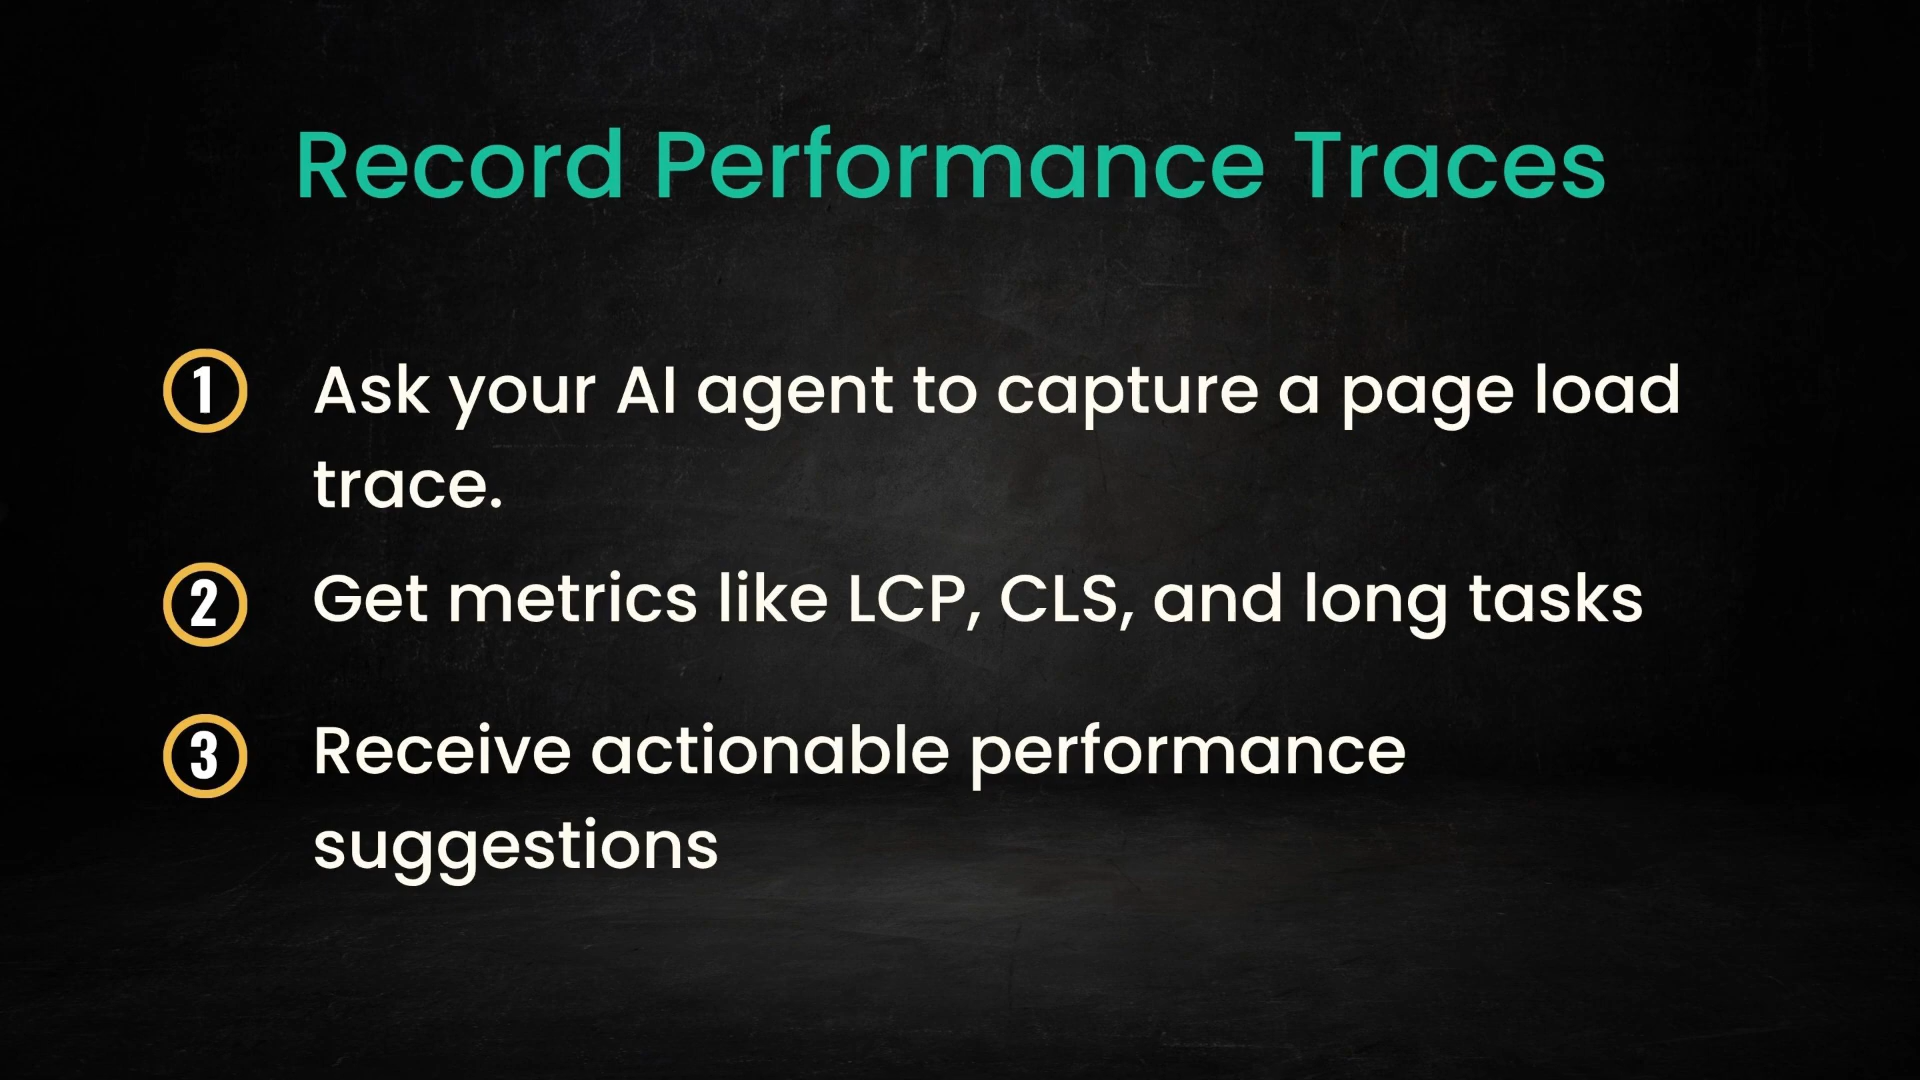 Record Performance Traces
1 Ask your AI agent to capture a page load
trace.
2 Get metrics like LCP, CLS, and long tasks
3 Receive actionable performance
suggestions